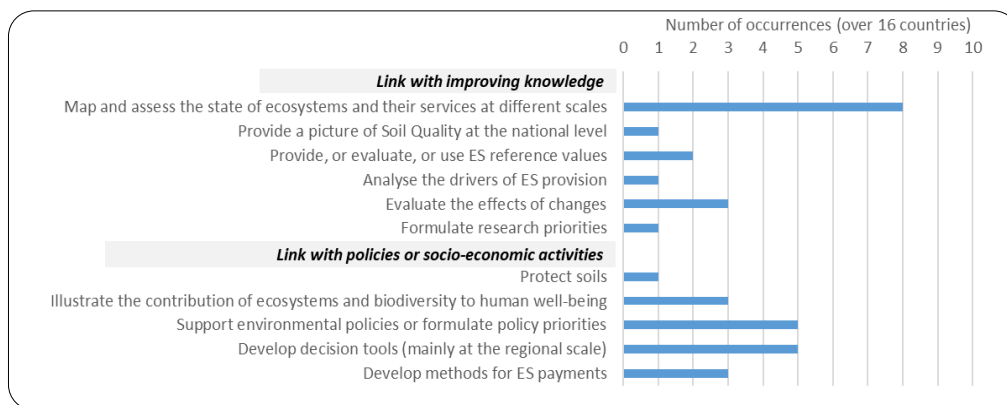 Number of occurrences (over 16 countries)
0 1 2 3 4 5 6 7 8 9 10
Link with improving knowledge
Map and assess the state of ecosystems and their services at different scales
Provide a picture of Soil Quality at the national level
Provide, or evaluate, or use ES reference values
Analyse the drivers of ES provision
Evaluate the effects of changes
Formulate research priorities
Link with policies or socio-economic activities
Protect soils
Illustrate the contribution of ecosystems and biodiversity to human well-being
Support environmental policies or formulate policy priorities
Develop decision tools (mainly at the regional scale)
Develop methods for ES payments